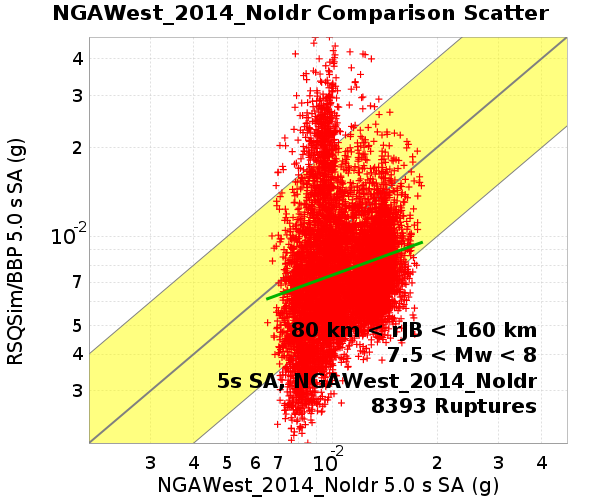 NGAWest_2014_NoIdr Comparison Scatter
RSQSim/BBP 5.0 s SA (g)
4
3
2
10-2
7
5
4
3
80 km < rJB < 160 km
7.5 < Mw < 8
5s SA, NGAWest_2014_NoIdr
8393 Ruptures
3 4 5 6 7 10-2 2 3 4
NGAWest_2014_NoIdr 5.0 s SA (g)